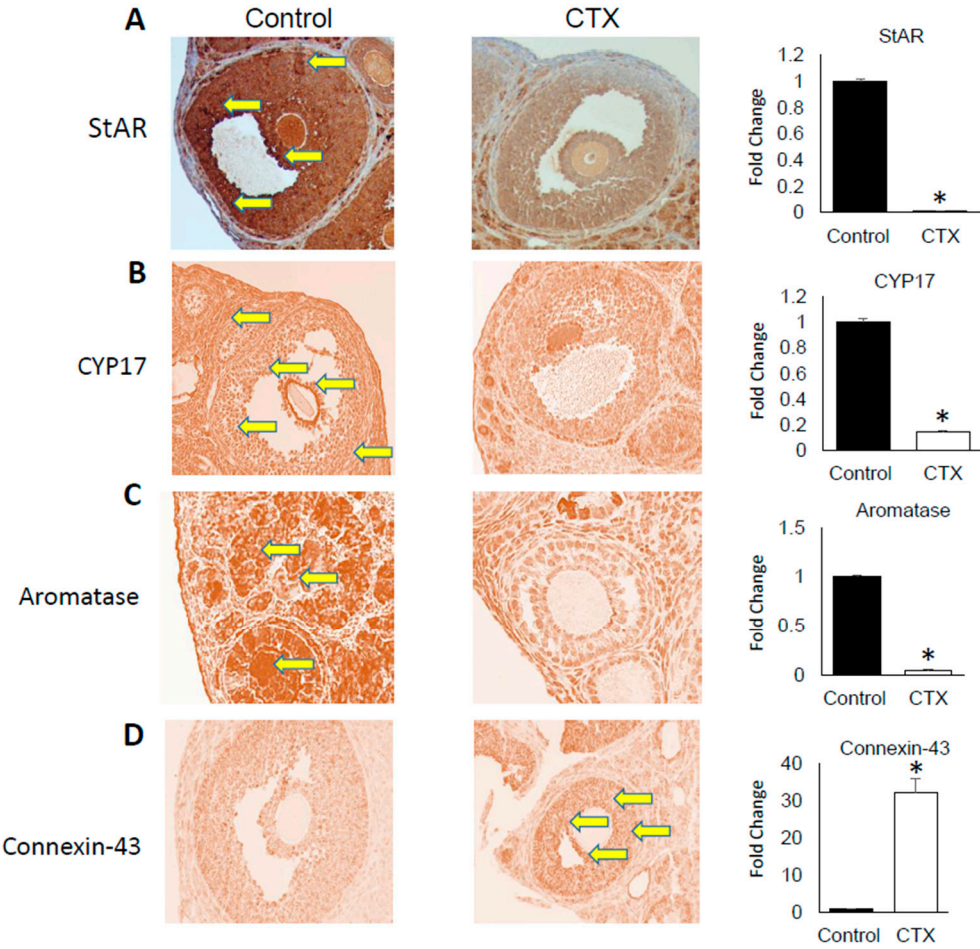 A
Control
CTX
StAR
StAR
Fold Change
1.2
1
0.8
0.6
0.4
0.2
0
*
Control
CTX
B
CYP17
CYP17
Fold Change
1.2
1
0.8
0.6
0.4
0.2
0
*
Control
CTX
C
Aromatase
Aromatase
Fold Change
1.5
1
0.5
0
*
Control
CTX
D
Connexin-43
Connexin-43
Fold Change
40
30
20
10
0
*
Control
CTX